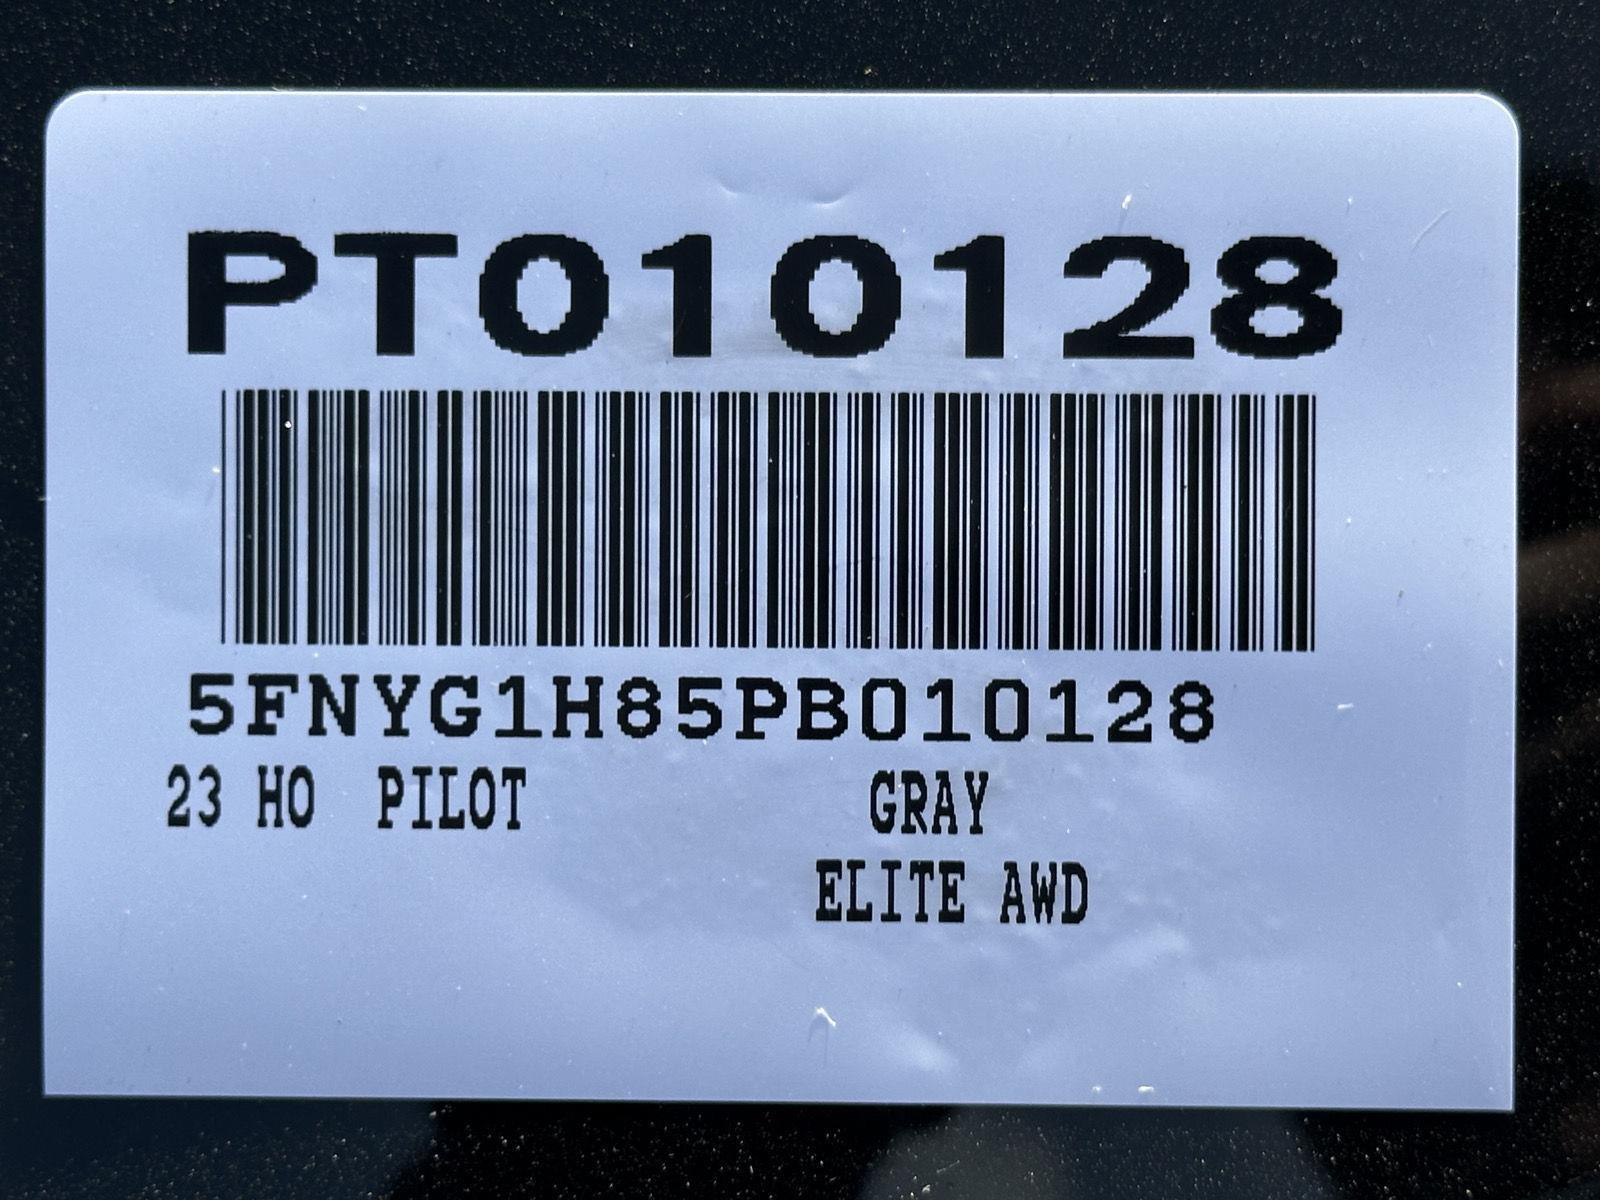 PT010128
5FNYG1H85PB010128
23 HO PILOT GRAY
ELITE AWD